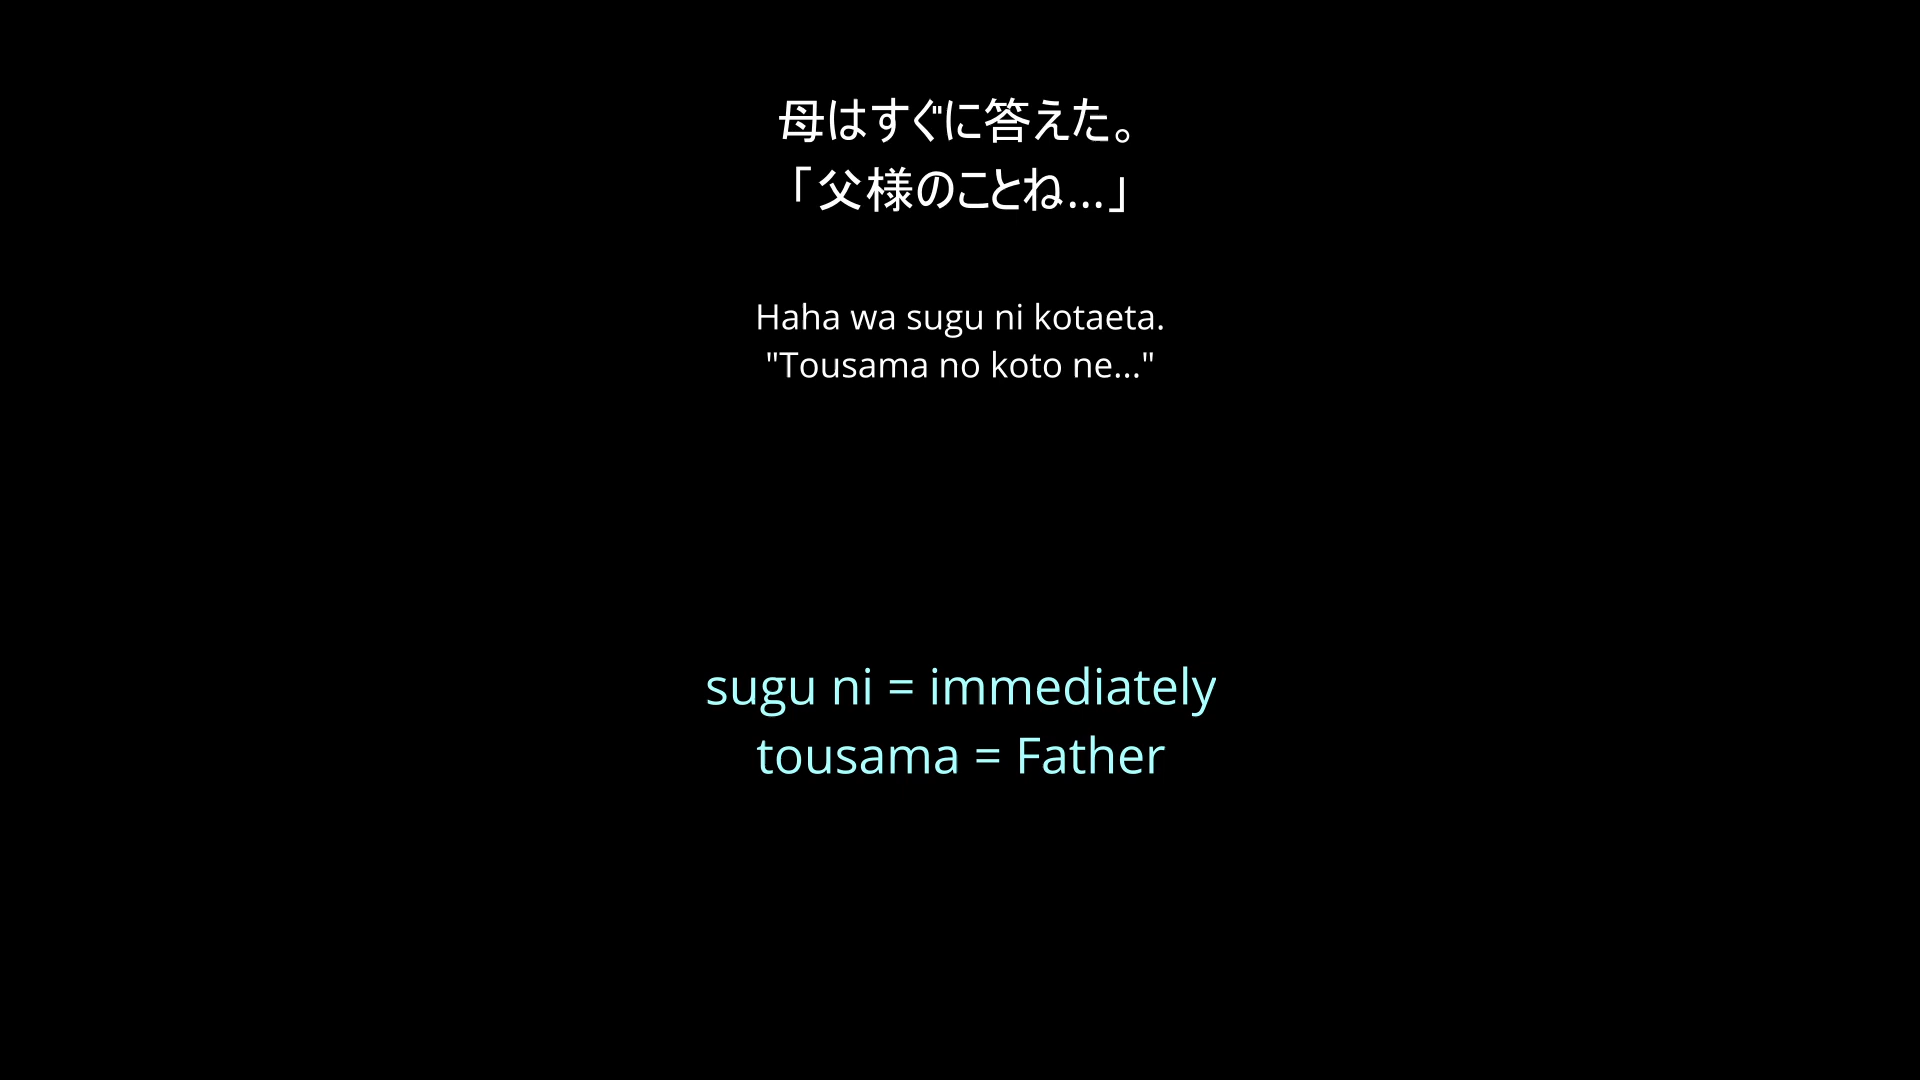 母はすぐに答えた。
「父様のことね...」
Haha wa sugu ni kotaeta.
"Tousama no koto ne..."
sugu ni = immediately
tousama = Father